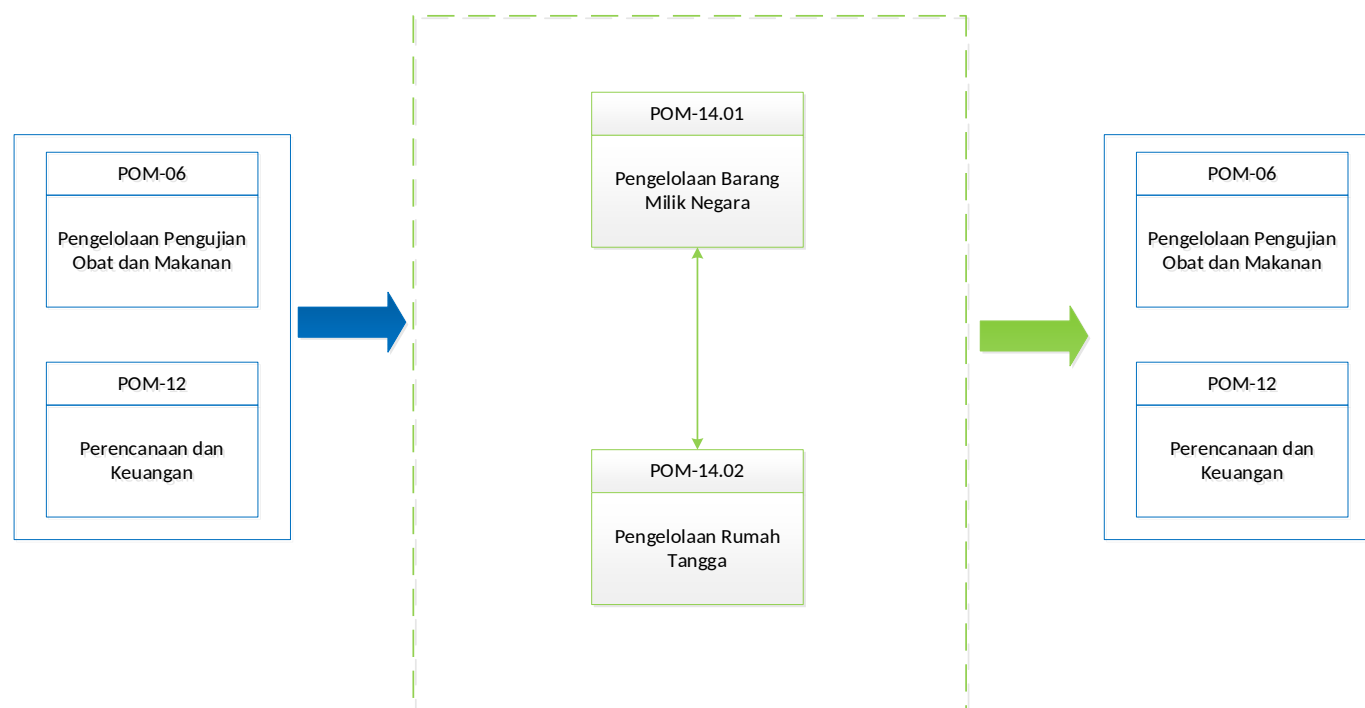 POM-06
Pengelolaan Pengujian
Obat dan Makanan
POM-12
Perencanaan dan
Keuangan
POM-14.01
Pengelolaan Barang
Milik Negara
POM-14.02
Pengelolaan Rumah
Tangga
POM-06
Pengelolaan Pengujian
Obat dan Makanan
POM-12
Perencanaan dan
Keuangan